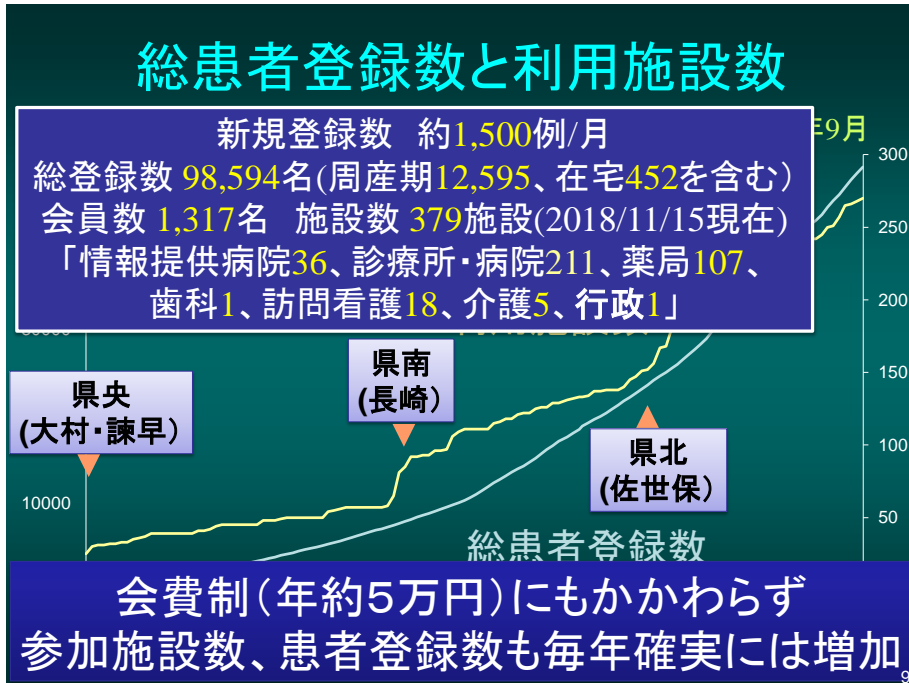 総患者登録数と利用施設数
年9月
新規登録数 約1,500例/月
総登録数 98,594名(周産期12,595、在宅452を含む)
会員数 1,317名 施設数 379施設(2018/11/15現在)
「情報提供病院36、診療所・病院211、薬局107、
歯科1、訪問看護18、介護5、行政1」
300
250
200
150
100
50
10000
県央
(大村・諫早)
県南
(長崎)
県北
(佐世保)
総患者登録数
会費制(年約5万円)にもかかわらず
参加施設数、患者登録数も毎年確実には増加
9